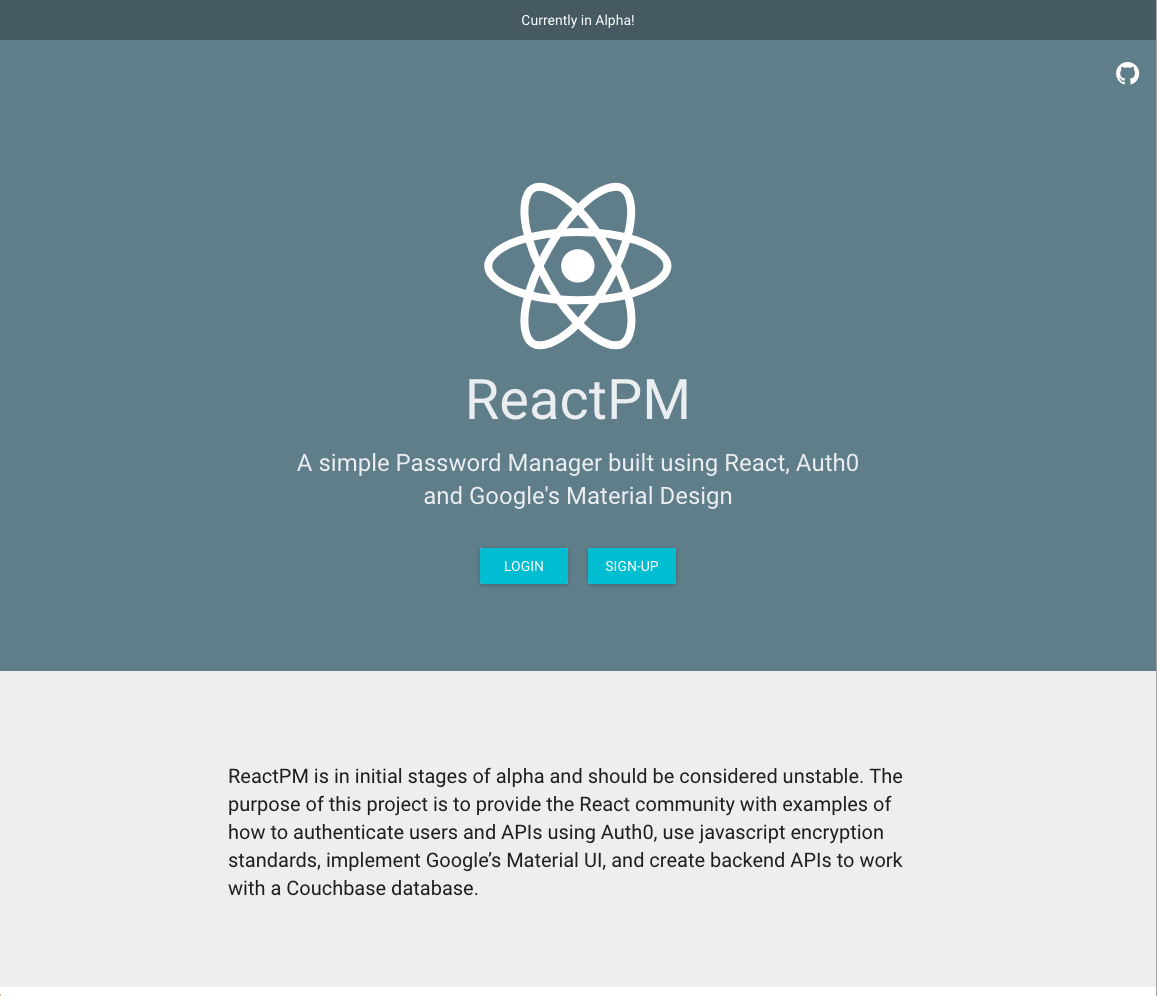 Currently in Alpha!
ReactPM
A simple Password Manager built using React, Auth0
and Google's Material Design
LOGIN SIGN-UP
ReactPM is in initial stages of alpha and should be considered unstable. The
purpose of this project is to provide the React community with examples of
how to authenticate users and APIs using Auth0, use javascript encryption
standards, implement Google’s Material UI, and create backend APIs to work
with a Couchbase database.